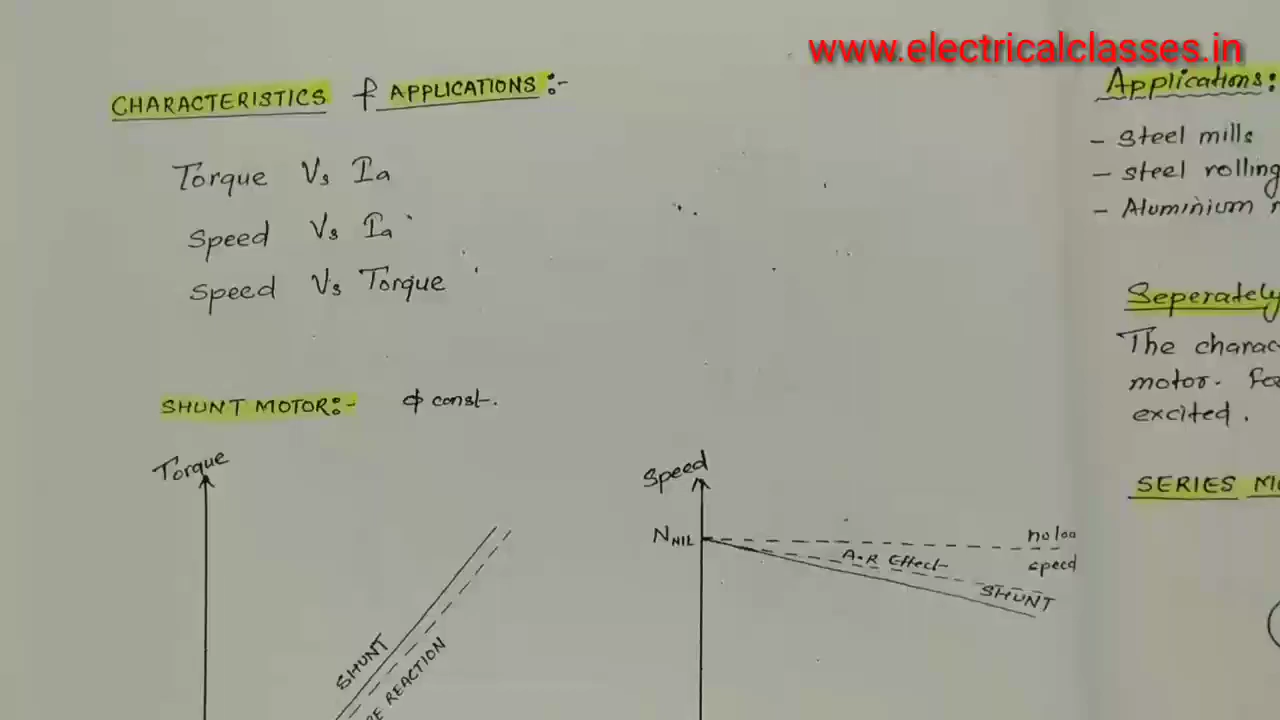 www.electricalclasses.in
CHARACTERISTICS & APPLICATIONS:-
Torque Vs Ia
Speed Vs Ia
Speed Vs Torque
SHUNT MOTOR:- ϕ const.
Torque
SHUNT
REACTION
Speed
NNIL
no loa
speed
A.R Effect
SHUNT
Applications:
- Steel mills
- Steel rolling
- Aluminium
Seperately
The charac
motor. Fo
excited.
SERIES M